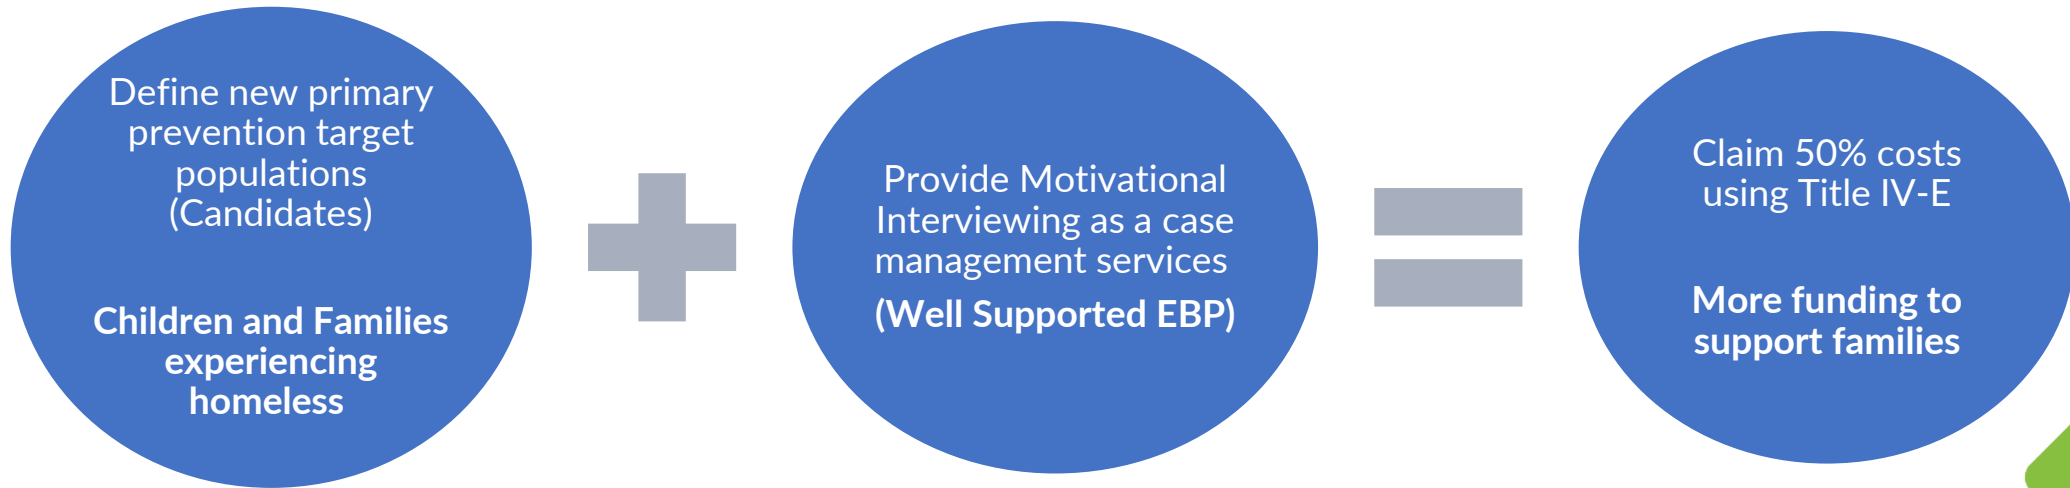 Define new primary
prevention target
populations
(Candidates)
Children and Families
experiencing
homeless
Provide Motivational
Interviewing as a case
management services
(Well Supported EBP)
Claim 50% costs
using Title IV-E
More funding to
support families